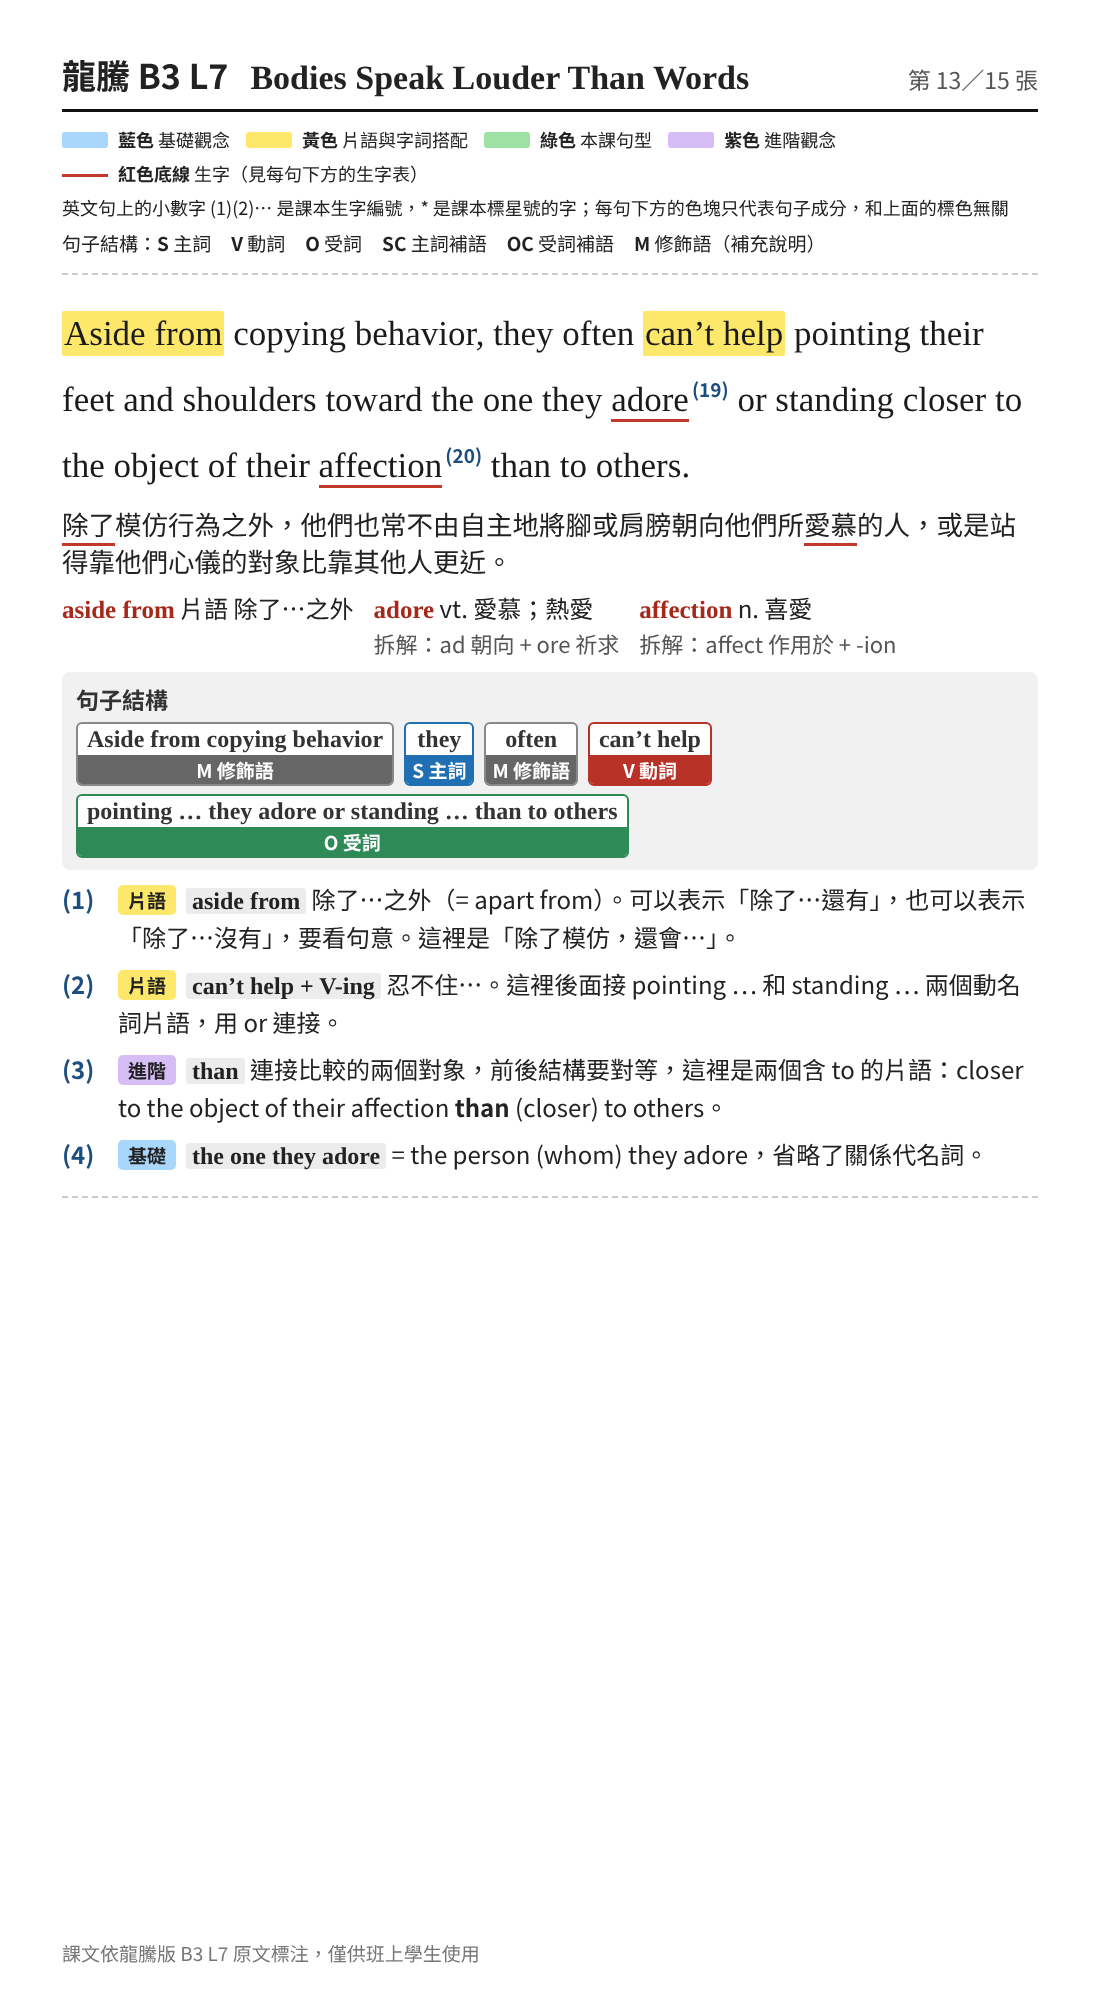 龍騰 B3 L7 Bodies Speak Louder Than Words 第 13／15 張
藍色 基礎觀念 黃色 片語與字詞搭配 綠色 本課句型 紫色 進階觀念
紅色底線 生字（見每句下方的生字表）
英文句上的小數字 (1)(2)… 是課本生字編號，* 是課本標星號的字；每句下方的色塊只代表句子成分，和上面的標色無關
句子結構：S 主詞 V 動詞 O 受詞 SC 主詞補語 OC 受詞補語 M 修飾語（補充說明）
Aside from copying behavior, they often can’t help pointing their
feet and shoulders toward the one they adore (19) or standing closer to
the object of their affection (20) than to others.
除了模仿行為之外，他們也常不由自主地將腳或肩膀朝向他們所愛慕的人，或是站
得靠他們心儀的對象比靠其他人更近。
aside from 片語 除了…之外 adore vt. 愛慕；熱愛 affection n. 喜愛
拆解：ad 朝向 + ore 祈求 拆解：affect 作用於 + -ion
句子結構
Aside from copying behavior they often can’t help
M 修飾語 S 主詞 M 修飾語 V 動詞
pointing … they adore or standing … than to others
O 受詞
(1) 片語 aside from 除了…之外（= apart from）。可以表示「除了…還有」，也可以表示
「除了…沒有」，要看句意。這裡是「除了模仿，還會…」。
(2) 片語 can’t help + V-ing 忍不住…。這裡後面接 pointing … 和 standing … 兩個動名
詞片語，用 or 連接。
(3) 進階 than 連接比較的兩個對象，前後結構要對等，這裡是兩個含 to 的片語：closer
to the object of their affection than (closer) to others。
(4) 基礎 the one they adore = the person (whom) they adore，省略了關係代名詞。
課文依龍騰版 B3 L7 原文標注，僅供班上學生使用